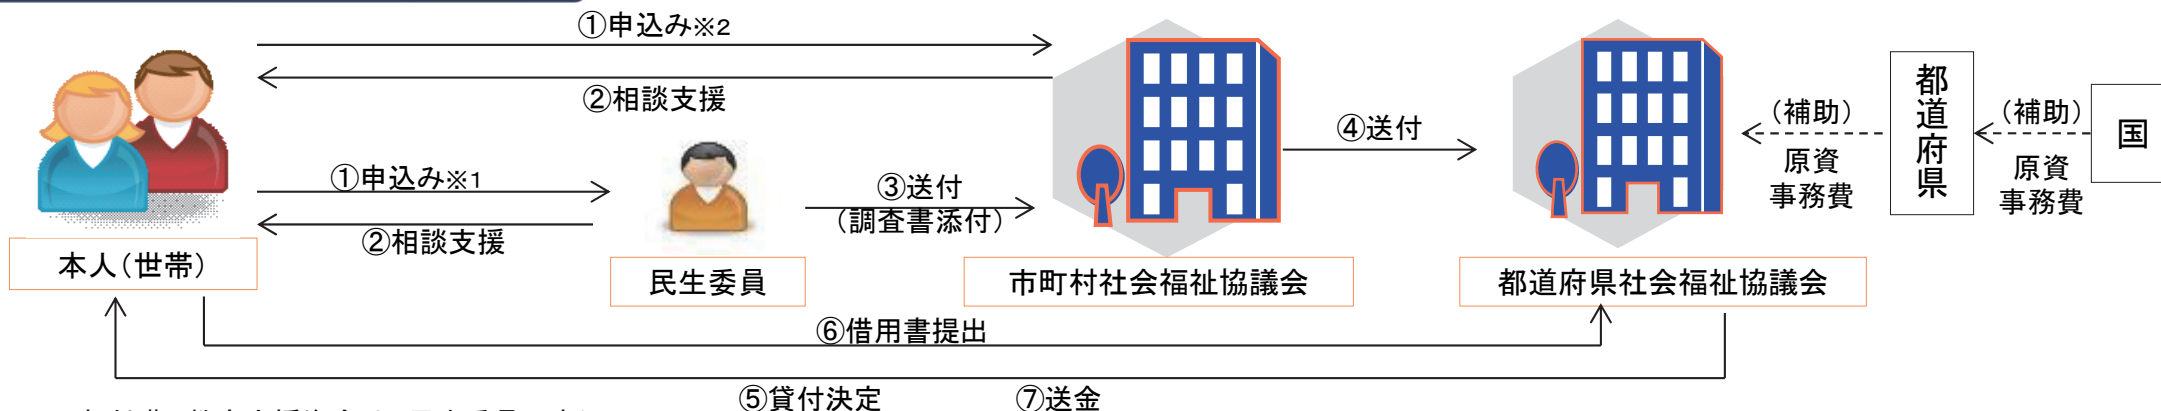 ①申込み※2
②相談支援
①申込み※1
②相談支援
③送付
（調査書添付）
④送付
（補助）
原資
事務費
都道府県
（補助）
原資
事務費
国
本人（世帯）
民生委員
市町村社会福祉協議会
都道府県社会福祉協議会
⑥借用書提出
⑤貸付決定
⑦送金